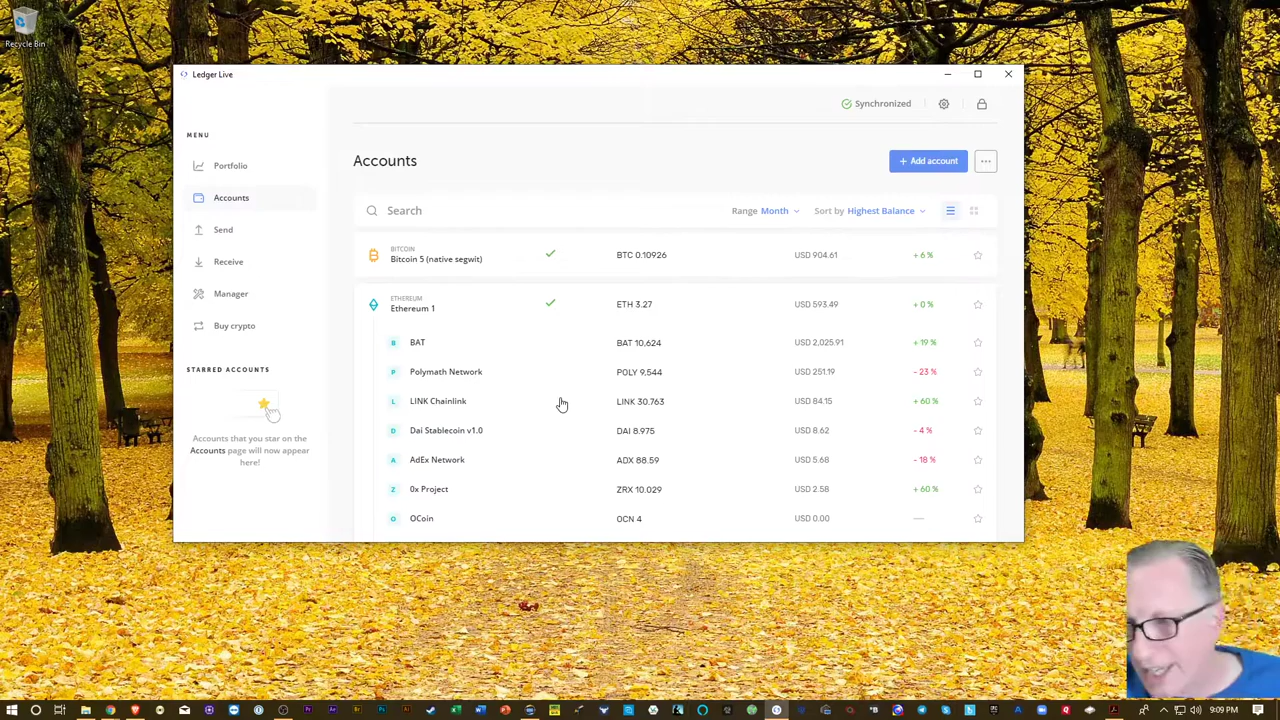 Recycle Bin
Ledger Live
Synchronized
MENU
Portfolio
Accounts
Send
Receive
Manager
Buy crypto
STARRED ACCOUNTS
Accounts that you star on the
Accounts page will now appear
here!
Accounts
+ Add account
Search
Range Month
Sort by Highest Balance
BITCOIN
Bitcoin 5 (native segwit) BTC 0.10926 USD 904.61 + 6 %
ETHEREUM
Ethereum 1 ETH 3.27 USD 593.49 + 0 %
B BAT BAT 10,624 USD 2,025.91 + 19 %
P Polymath Network POLY 9,544 USD 251.19 - 23 %
L LINK Chainlink LINK 30.763 USD 84.15 + 60 %
D Dai Stablecoin v1.0 DAI 8.975 USD 8.62 - 4 %
A AdEx Network ADX 88.59 USD 5.68 - 18 %
Z 0x Project ZRX 10.029 USD 2.58 + 60 %
O OCoin OCN 4 USD 0.00 —
9:09 PM